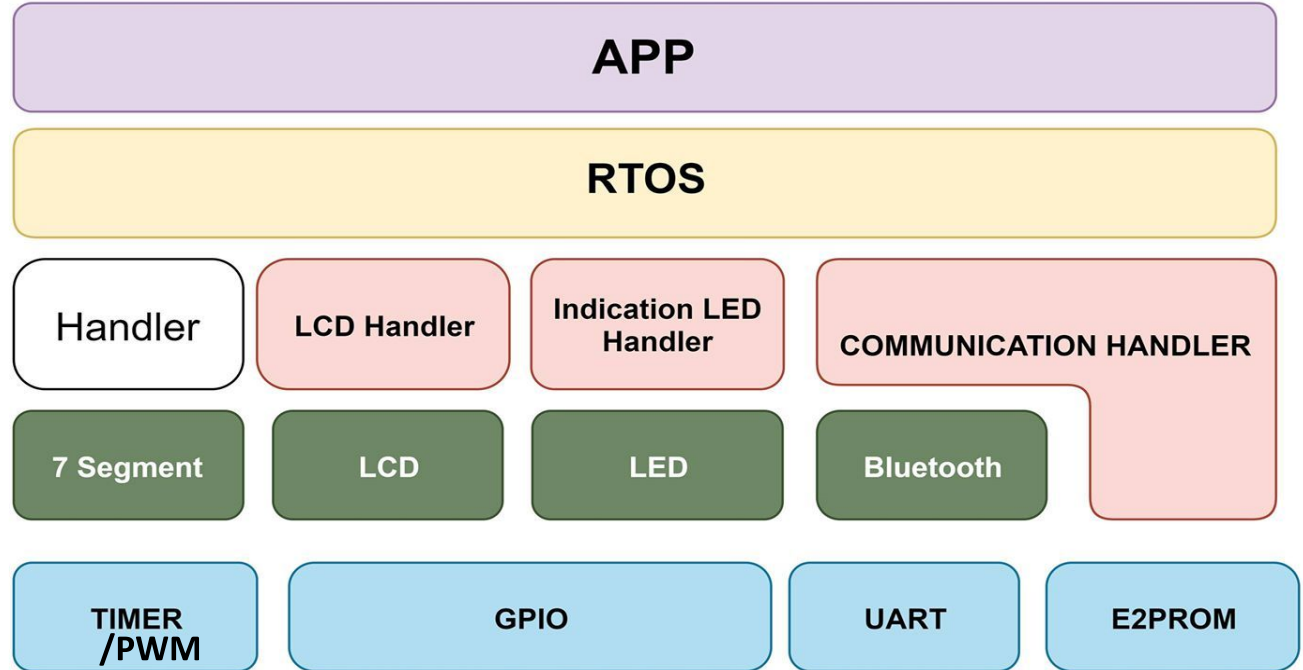 APP
RTOS
Handler
LCD Handler
Indication LED
Handler
COMMUNICATION HANDLER
7 Segment
LCD
LED
Bluetooth
TIMER
/PWM
GPIO
UART
E2PROM